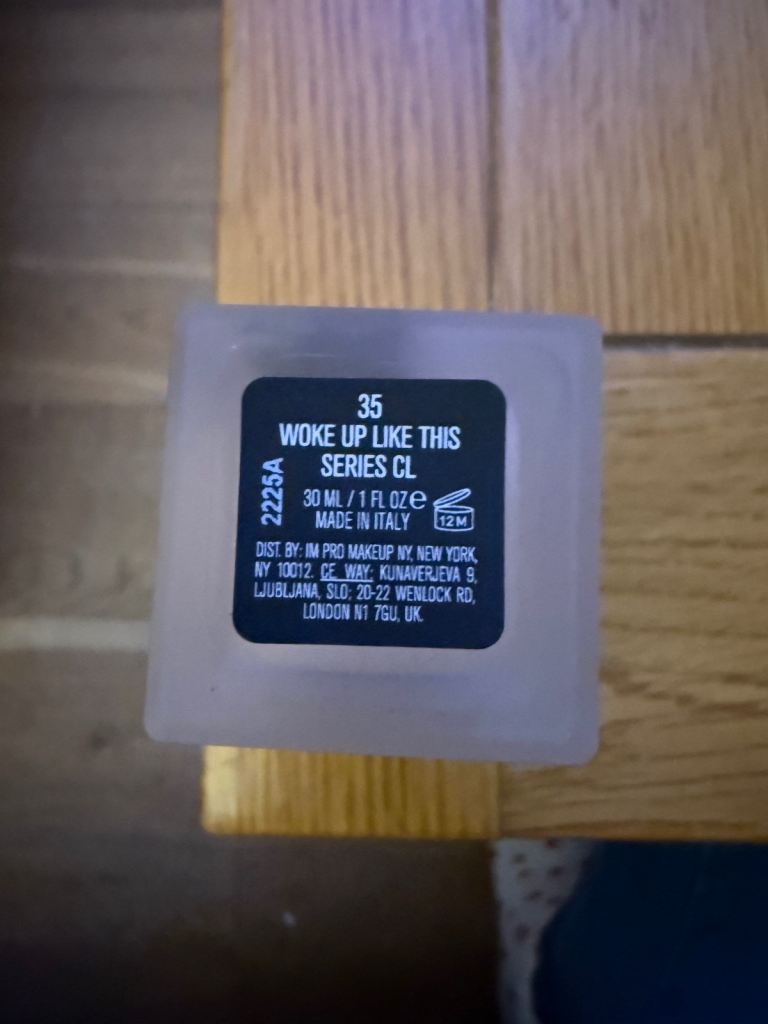 35
WOKE UP LIKE THIS
SERIES CL
2225A
30 ML / 1 FL OZ e
MADE IN ITALY
12 M
DIST. BY: IM PRO MAKEUP NY, NEW YORK,
NY 10012. CE WAY: KUNAVERJEVA 9,
LJUBLJANA, SLO; 20-22 WENLOCK RD,
LONDON N1 7GU, UK.